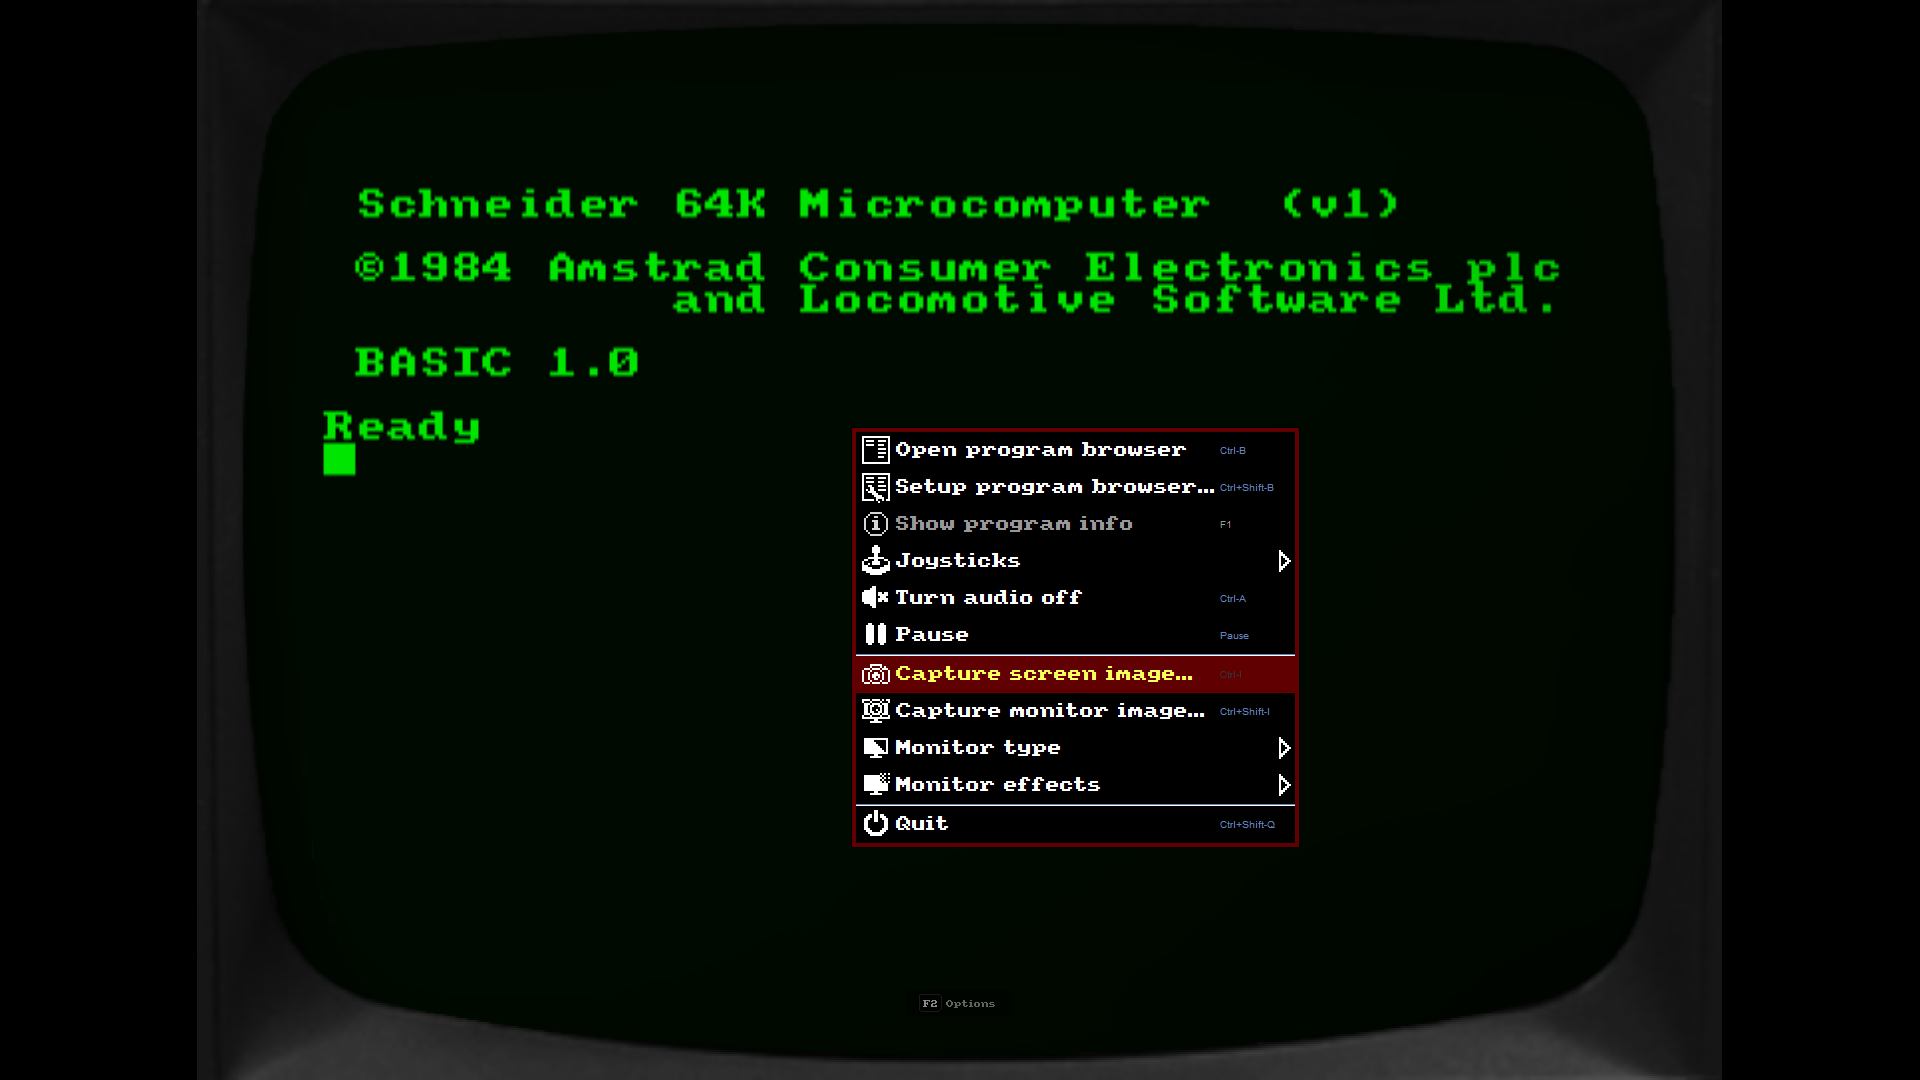 Schneider 64K Microcomputer (v1)
©1984 Amstrad Consumer Electronics plc
and Locomotive Software Ltd.
BASIC 1.0
Ready
Open program browser Ctrl-B
Setup program browser... Ctrl+Shift-B
Show program info F1
Joysticks
Turn audio off Ctrl-A
Pause Pause
Capture screen image... Ctrl-I
Capture monitor image... Ctrl+Shift-I
Monitor type
Monitor effects
Quit Ctrl+Shift-Q
F2 Options